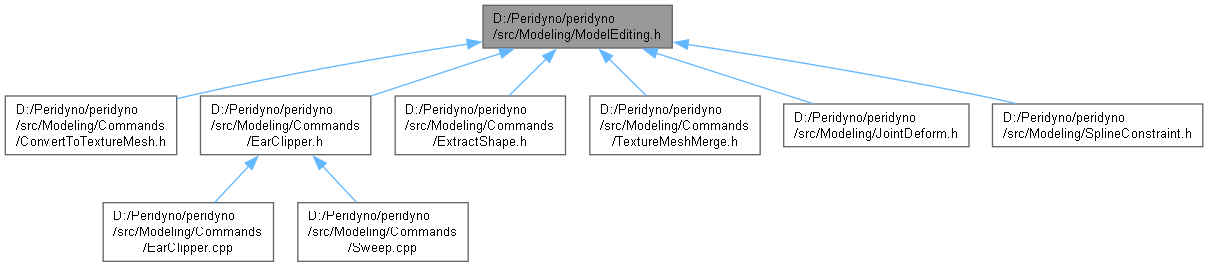 D:/Peridyno/peridyno
/src/Modeling/ModelEditing.h
D:/Peridyno/peridyno
/src/Modeling/Commands
/ConvertToTextureMesh.h
D:/Peridyno/peridyno
/src/Modeling/Commands
/EarClipper.h
D:/Peridyno/peridyno
/src/Modeling/Commands
/ExtractShape.h
D:/Peridyno/peridyno
/src/Modeling/Commands
/TextureMeshMerge.h
D:/Peridyno/peridyno
/src/Modeling/JointDeform.h
D:/Peridyno/peridyno
/src/Modeling/SplineConstraint.h
D:/Peridyno/peridyno
/src/Modeling/Commands
/EarClipper.cpp
D:/Peridyno/peridyno
/src/Modeling/Commands
/Sweep.cpp